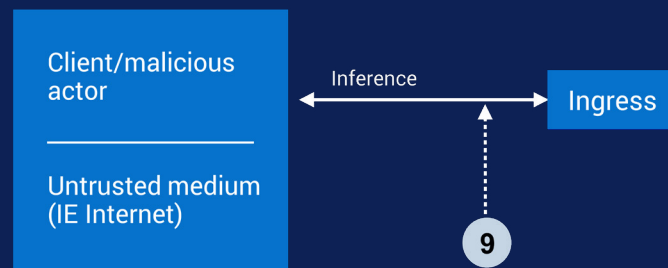 Client/malicious
actor
Inference
Ingress
Untrusted medium
(IE Internet)
9